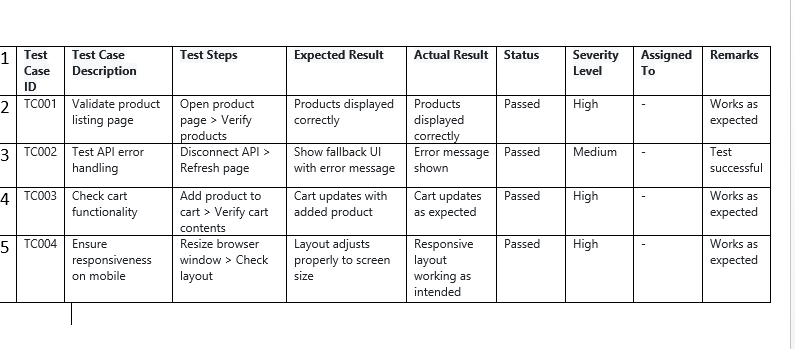 1 Test Case ID Test Case Description Test Steps Expected Result Actual Result Status Severity Level Assigned To Remarks
2 TC001 Validate product listing page Open product page > Verify products Products displayed correctly Products displayed correctly Passed High - Works as expected
3 TC002 Test API error handling Disconnect API > Refresh page Show fallback UI with error message Error message shown Passed Medium - Test successful
4 TC003 Check cart functionality Add product to cart > Verify cart contents Cart updates with added product Cart updates as expected Passed High - Works as expected
5 TC004 Ensure responsiveness on mobile Resize browser window > Check layout Layout adjusts properly to screen size Responsive layout working as intended Passed High - Works as expected